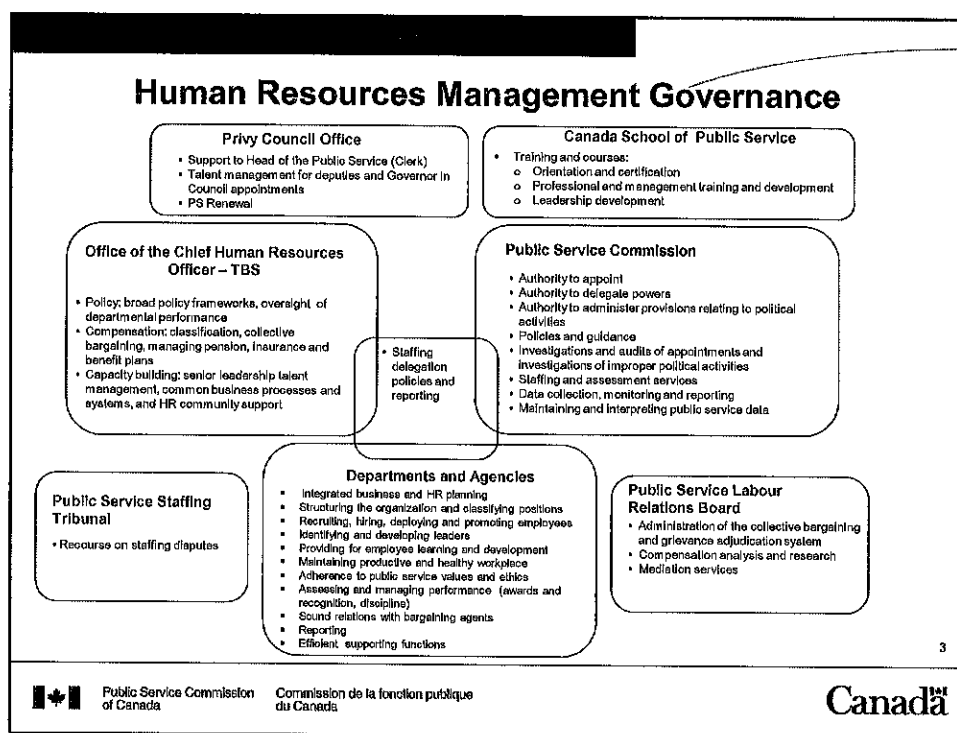 Human Resources Management Governance
Privy Council Office
• Support to Head of the Public Service (Clerk)
• Talent management for deputies and Governor in
Council appointments
• PS Renewal
Canada School of Public Service
• Training and courses:
o Orientation and certification
o Professional and management training and development
o Leadership development
Office of the Chief Human Resources
Officer – TBS
• Policy: broad policy frameworks, oversight of
departmental performance
• Compensation: classification, collective
bargaining, managing pension, insurance and
benefit plans
• Capacity building: senior leadership talent
management, common business processes and
systems, and HR community support
• Staffing
delegation
policies and
reporting
Public Service Commission
• Authority to appoint
• Authority to delegate powers
• Authority to administer provisions relating to political
activities
• Policies and guidance
• Investigations and audits of appointments and
investigations of improper political activities
• Staffing and assessment services
• Data collection, monitoring and reporting
• Maintaining and interpreting public service data
Public Service Staffing
Tribunal
• Recourse on staffing disputes
Departments and Agencies
▪ Integrated business and HR planning
▪ Structuring the organization and classifying positions
▪ Recruiting, hiring, deploying and promoting employees
▪ Identifying and developing leaders
▪ Providing for employee learning and development
▪ Maintaining productive and healthy workplace
▪ Adherence to public service values and ethics
▪ Assessing and managing performance (awards and
recognition, discipline)
▪ Sound relations with bargaining agents
▪ Reporting
▪ Efficient supporting functions
Public Service Labour
Relations Board
• Administration of the collective bargaining
and grievance adjudication system
• Compensation analysis and research
• Mediation services
3
Public Service Commission
of Canada
Commission de la fonction publique
du Canada
Canada